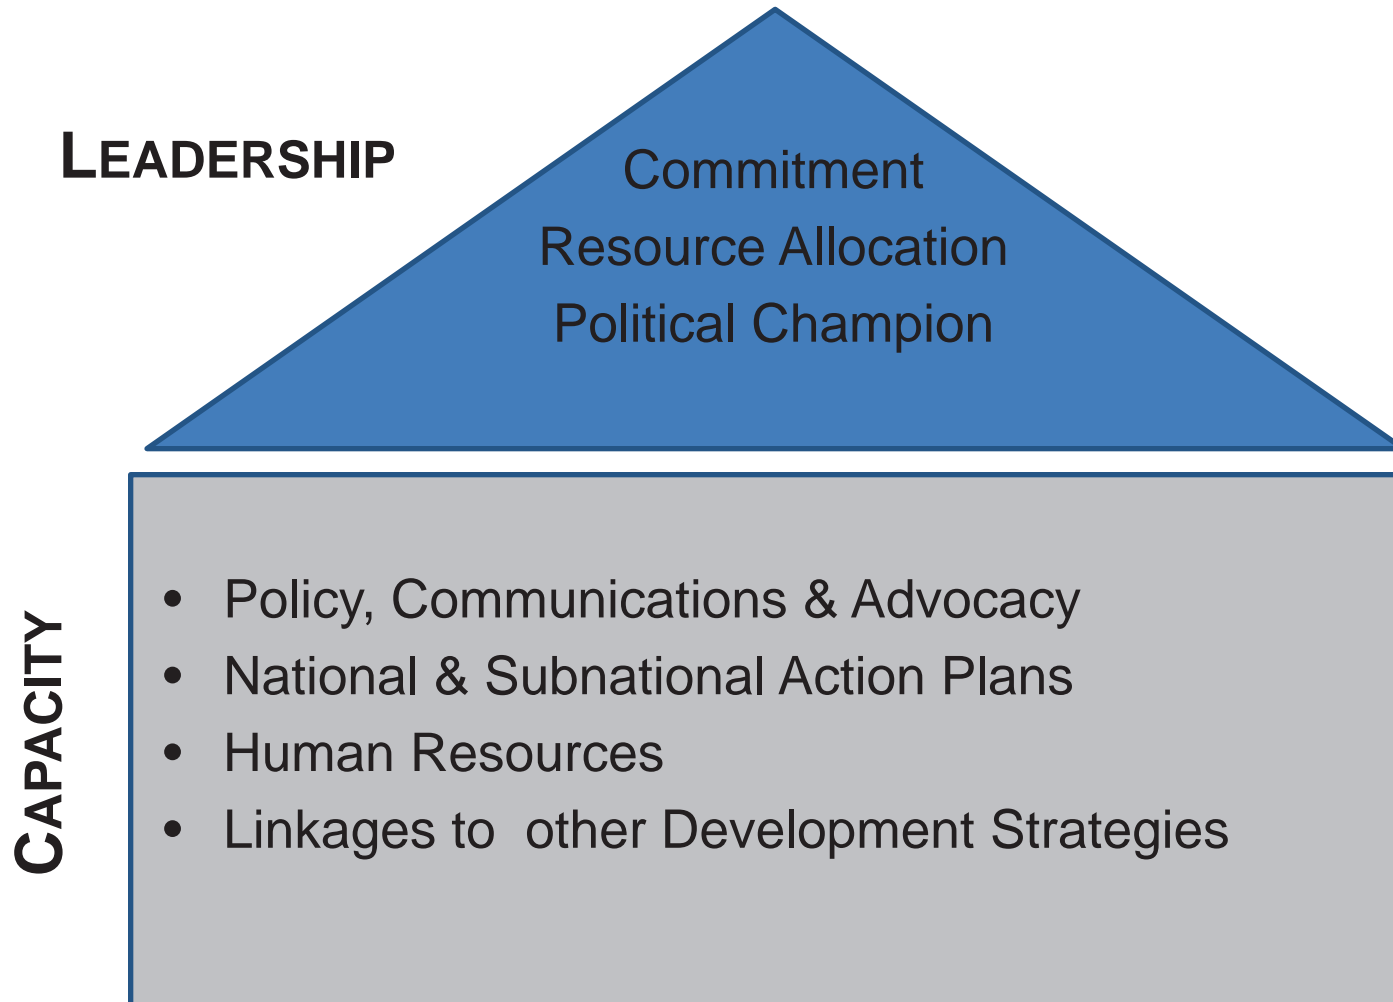 LEADERSHIP
Commitment
Resource Allocation
Political Champion
CAPACITY
• Policy, Communications & Advocacy
• National & Subnational Action Plans
• Human Resources
• Linkages to other Development Strategies